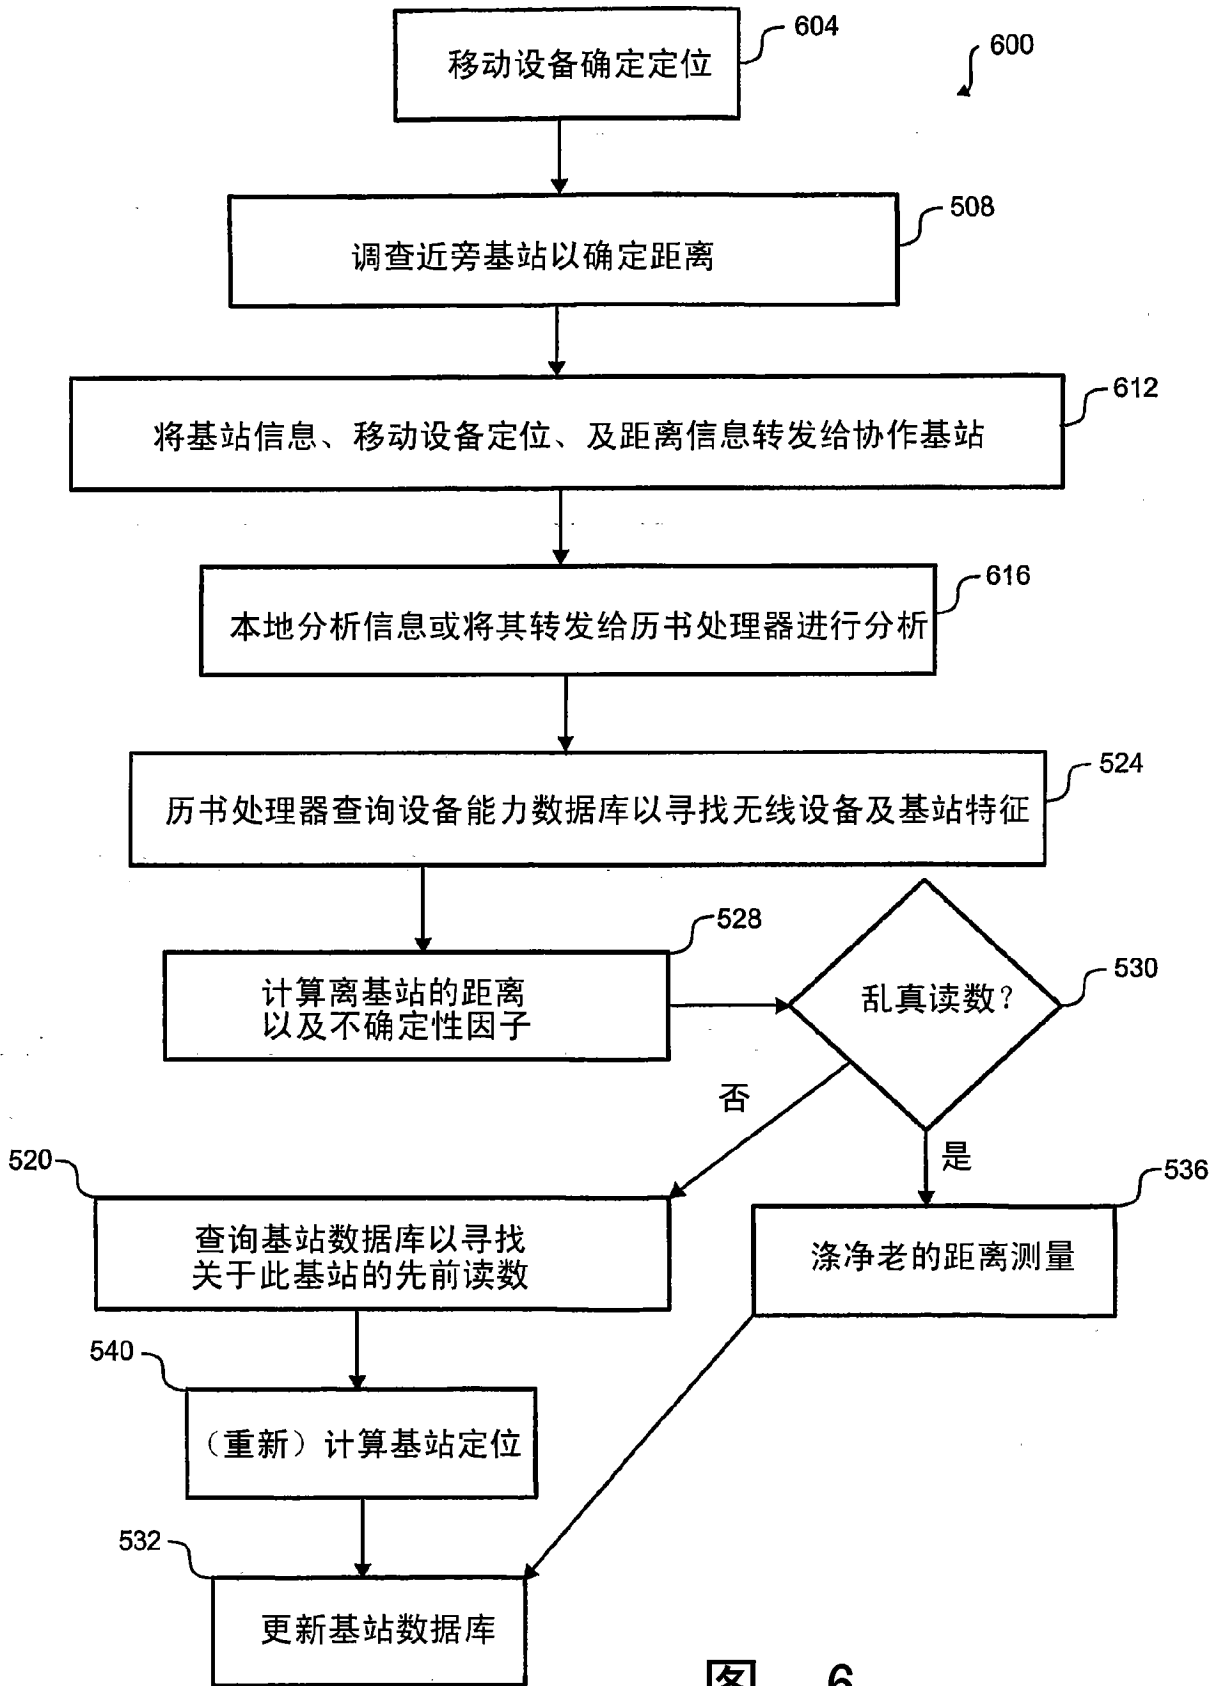 604
移动设备确定定位
600
508
调查近旁基站以确定距离
612
将基站信息、移动设备定位、及距离信息转发给协作基站
616
本地分析信息或将其转发给历书处理器进行分析
524
历书处理器查询设备能力数据库以寻找无线设备及基站特征
528
计算离基站的距离
以及不确定性因子
530
乱真读数?
否
是
520
查询基站数据库以寻找
关于此基站的先前读数
536
涤净老的距离测量
540
（重新）计算基站定位
532
更新基站数据库
图 6